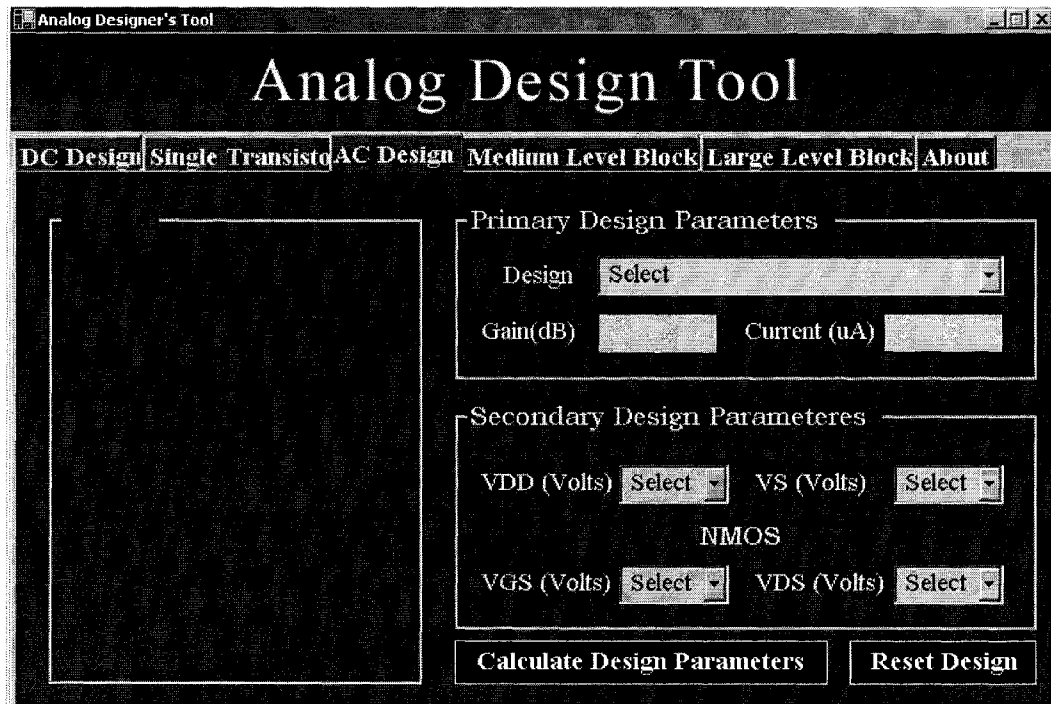 Analog Designer's Tool
Analog Design Tool
DC Design Single Transisto AC Design Medium Level Block Large Level Block About
Primary Design Parameters
Design Select
Gain(dB) Current (uA)
Secondary Design Parameteres
VDD (Volts) Select VS (Volts) Select
NMOS
VGS (Volts) Select VDS (Volts) Select
Calculate Design Parameters Reset Design